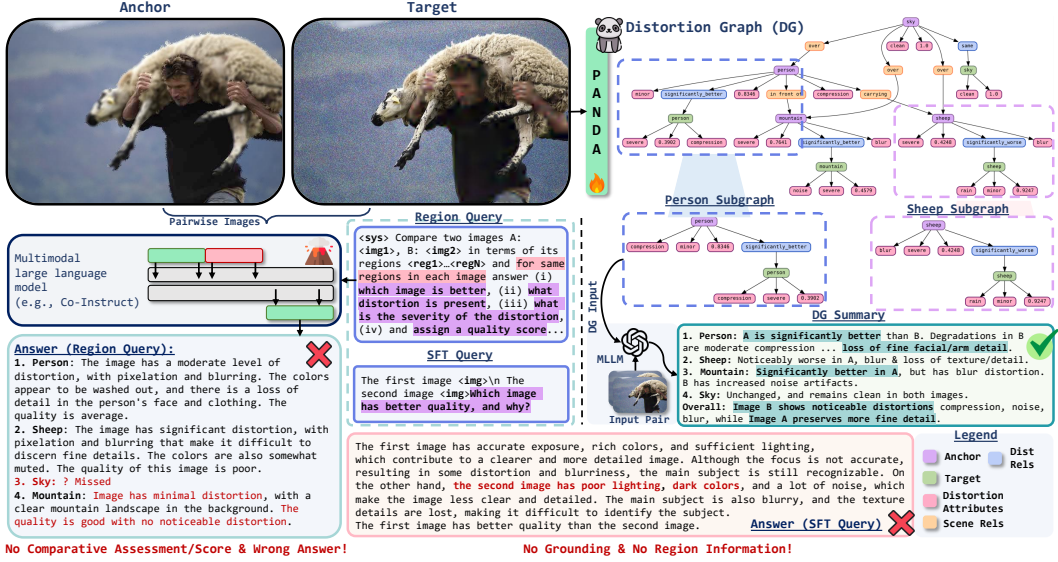 Anchor
Target
Pairwise Images
PANDA
Distortion Graph (DG)
sky
over
clean
1.0
same
person
over
over
sky
minor
significantly_better
0.8346
in front of
compression
carrying
clean
1.0
person
mountain
sheep
severe
0.3902
compression
severe
0.7641
significantly_better
blur
severe
0.4248
significantly_worse
blur
mountain
sheep
noise
severe
0.4579
rain
minor
0.9247
Person Subgraph
person
compression
minor
0.8346
significantly_better
person
compression
severe
0.3902
Sheep Subgraph
sheep
blur
severe
0.4248
significantly_worse
sheep
rain
minor
0.9247
Multimodal
large language
model
(e.g., Co-Instruct)
Region Query
<sys> Compare two images A:
<img1>, B: <img2> in terms of its
regions <reg1>…<regN> and for same
regions in each image answer (i)
which image is better, (ii) what
distortion is present, (iii) what
is the severity of the distortion,
(iv) and assign a quality score...
SFT Query
The first image <img>\n The
second image <img>Which image
has better quality, and why?
DG Input
MLLM
Input Pair
DG Summary
1. Person: A is significantly better than B. Degradations in B
are moderate compression ... loss of fine facial/arm detail.
2. Sheep: Noticeably worse in A, blur & loss of texture/detail.
3. Mountain: Significantly better in A, but has blur distortion.
B has increased noise artifacts.
4. Sky: Unchanged, and remains clean in both images.
Overall: Image B shows noticeable distortions compression, noise,
blur, while Image A preserves more fine detail.
Answer (Region Query):
1. Person: The image has a moderate level of
distortion, with pixelation and blurring. The colors
appear to be washed out, and there is a loss of
detail in the person's face and clothing. The
quality is average.
2. Sheep: The image has significant distortion, with
pixelation and blurring that make it difficult to
discern fine details. The colors are also somewhat
muted. The quality of this image is poor.
3. Sky: ? Missed
4. Mountain: Image has minimal distortion, with a
clear mountain landscape in the background. The
quality is good with no noticeable distortion.
The first image has accurate exposure, rich colors, and sufficient lighting,
which contribute to a clearer and more detailed image. Although the focus is not accurate,
resulting in some distortion and blurriness, the main subject is still recognizable. On
the other hand, the second image has poor lighting, dark colors, and a lot of noise, which
make the image less clear and detailed. The main subject is also blurry, and the texture
details are lost, making it difficult to identify the subject.
The first image has better quality than the second image.
Answer (SFT Query)
Legend
Anchor
Dist
Rels
Target
Distortion
Attributes
Scene Rels
No Comparative Assessment/Score & Wrong Answer!
No Grounding & No Region Information!